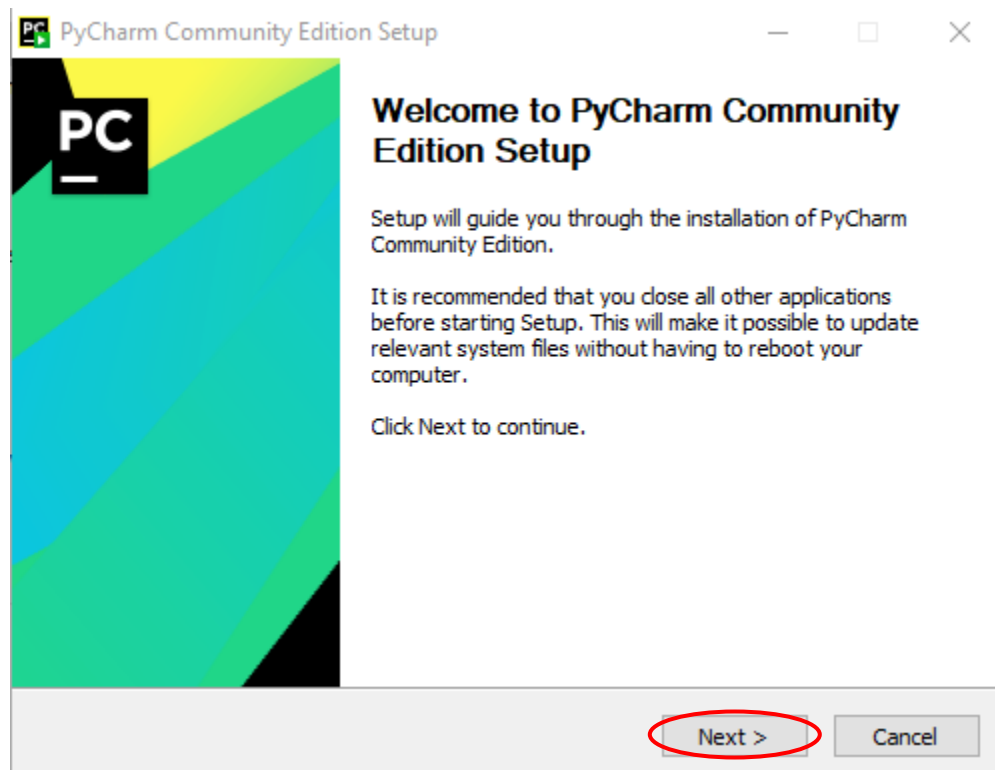 PyCharm Community Edition Setup
PC
Welcome to PyCharm Community
Edition Setup
Setup will guide you through the installation of PyCharm
Community Edition.
It is recommended that you close all other applications
before starting Setup. This will make it possible to update
relevant system files without having to reboot your
computer.
Click Next to continue.
Next >
Cancel